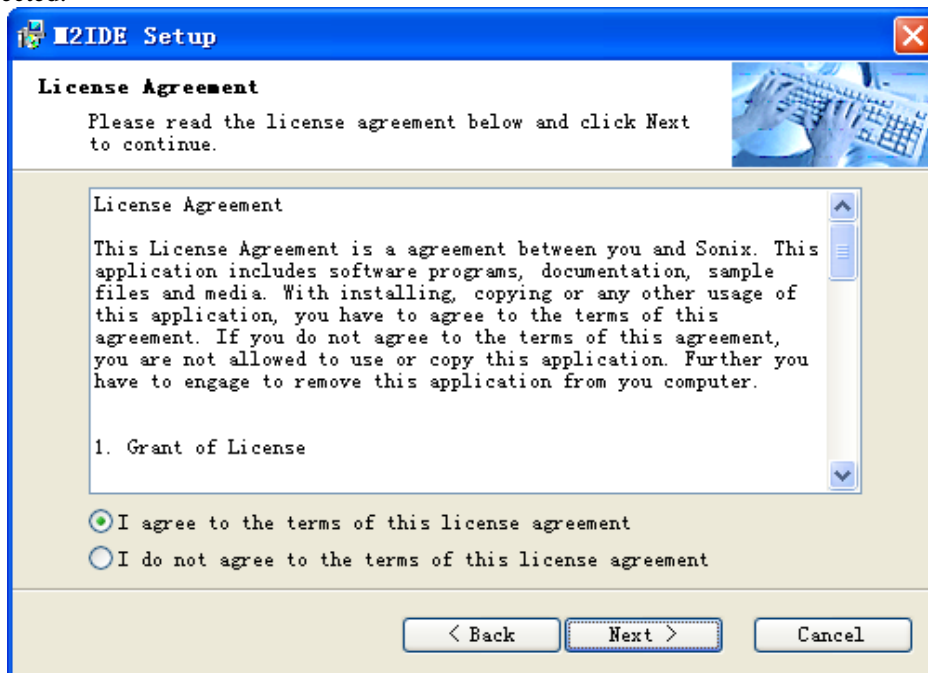 M2IDE Setup
License Agreement
Please read the license agreement below and click Next
to continue.
License Agreement
This License Agreement is a agreement between you and Sonix. This
application includes software programs, documentation, sample
files and media. With installing, copying or any other usage of
this application, you have to agree to the terms of this
agreement. If you do not agree to the terms of this agreement,
you are not allowed to use or copy this application. Further you
have to engage to remove this application from you computer.
1. Grant of License
I agree to the terms of this license agreement
I do not agree to the terms of this license agreement
< Back
Next >
Cancel